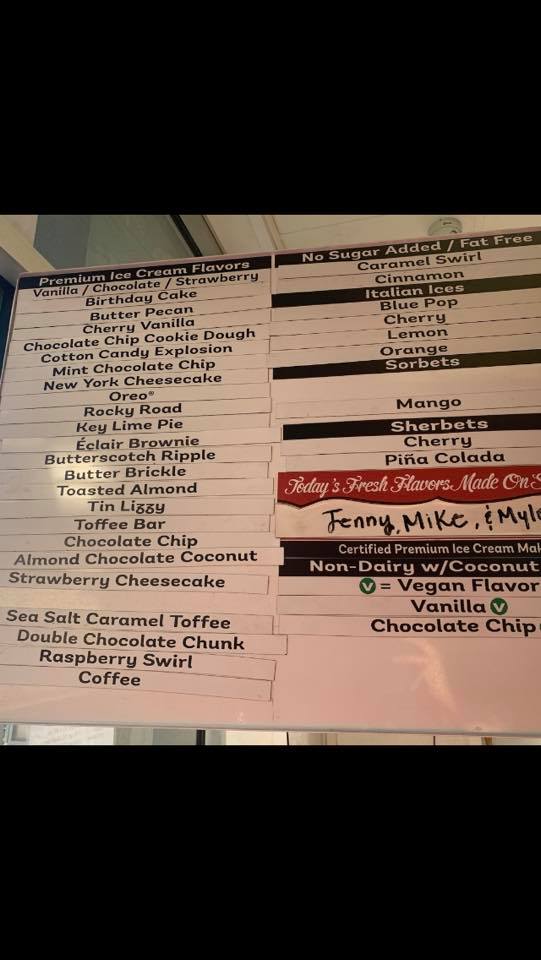 Premium Ice Cream Flavors
Vanilla / Chocolate / Strawberry
Birthday Cake
Butter Pecan
Cherry Vanilla
Chocolate Chip Cookie Dough
Cotton Candy Explosion
Mint Chocolate Chip
New York Cheesecake
Oreo®
Rocky Road
Key Lime Pie
Éclair Brownie
Butterscotch Ripple
Butter Brickle
Toasted Almond
Tin Lizzy
Toffee Bar
Chocolate Chip
Almond Chocolate Coconut
Strawberry Cheesecake
Sea Salt Caramel Toffee
Double Chocolate Chunk
Raspberry Swirl
Coffee
No Sugar Added / Fat Free
Caramel Swirl
Cinnamon
Italian Ices
Blue Pop
Cherry
Lemon
Orange
Sorbets
Mango
Sherbets
Cherry
Piña Colada
Today's Fresh Flavors Made On
Jenny, Mike, &
Certified Premium Ice Cream
Non-Dairy w/Coconut
V = Vegan Flavor
Vanilla V
Chocolate Chip